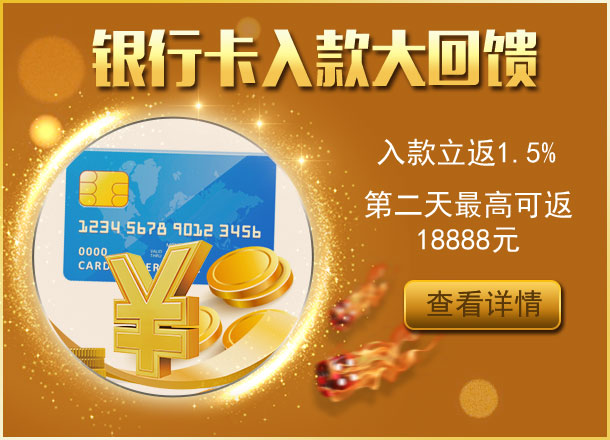 银行卡入款大回馈
入款立返1.5%
第二天最高可返
18888元
查看详情
1234 5678 9012 3456
0000